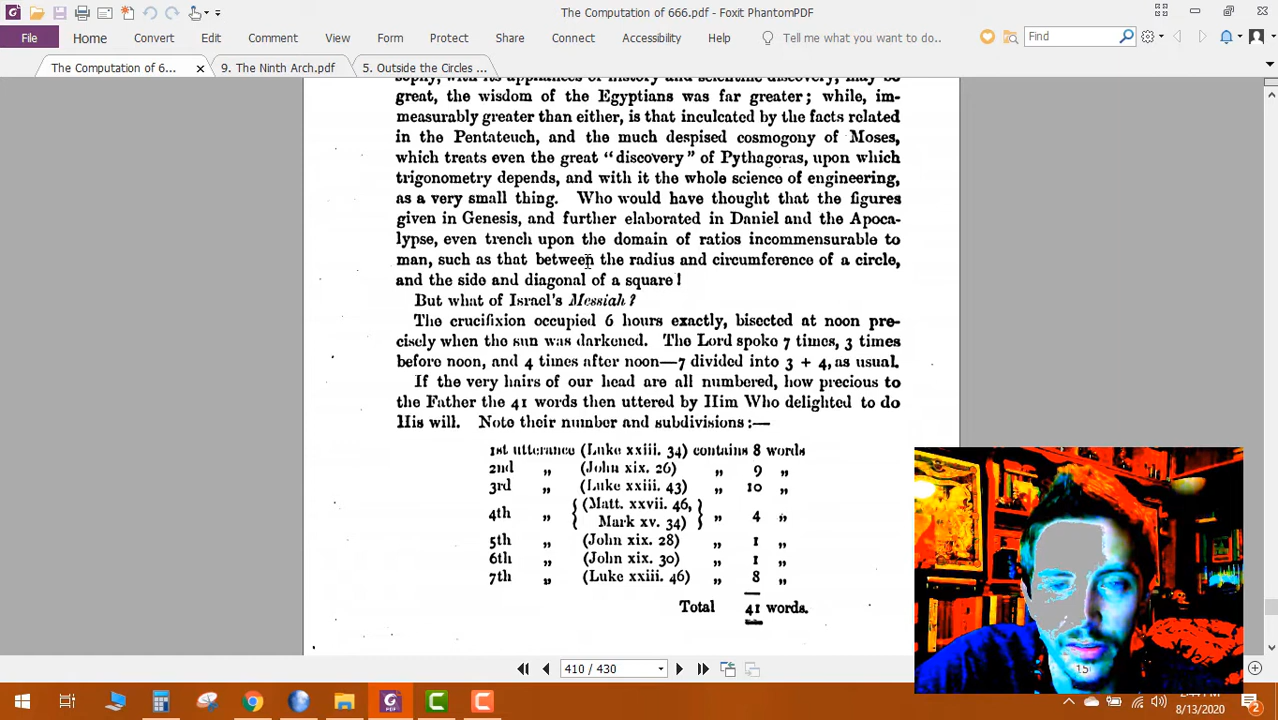 The Computation of 666.pdf - Foxit PhantomPDF
File Home Convert Edit Comment View Form Protect Share Connect Accessibility Help Tell me what you want to do.. Find
The Computation of 6... 9. The Ninth Arch.pdf 5. Outside the Circles ...
sophy, with its appliances of history and scientific discovery, may be
great, the wisdom of the Egyptians was far greater; while, im-
measurably greater than either, is that inculcated by the facts related
in the Pentateuch, and the much despised cosmogony of Moses,
which treats even the great "discovery" of Pythagoras, upon which
trigonometry depends, and with it the whole science of engineering,
as a very small thing. Who would have thought that the figures
given in Genesis, and further elaborated in Daniel and the Apoca-
lypse, even trench upon the domain of ratios incommensurable to
man, such as that between the radius and circumference of a circle,
and the side and diagonal of a square!
But what of Israel's Messiah?
The crucifixion occupied 6 hours exactly, bisected at noon pre-
cisely when the sun was darkened. The Lord spoke 7 times, 3 times
before noon, and 4 times after noon—7 divided into 3 + 4, as usual.
If the very hairs of our head are all numbered, how precious to
the Father the 41 words then uttered by Him Who delighted to do
His will. Note their number and subdivisions:—
1st utterance (Luke xxiii. 34) contains 8 words
2nd „ (John xix. 26) „ 9 „
3rd „ (Luke xxiii. 43) „ 10 „
4th „ { (Matt. xxvii. 46, Mark xv. 34) } „ 4 „
5th „ (John xix. 28) „ 1 „
6th „ (John xix. 30) „ 1 „
7th „ (Luke xxiii. 46) „ 8 „
Total 41 words.
410 / 430
8/13/2020